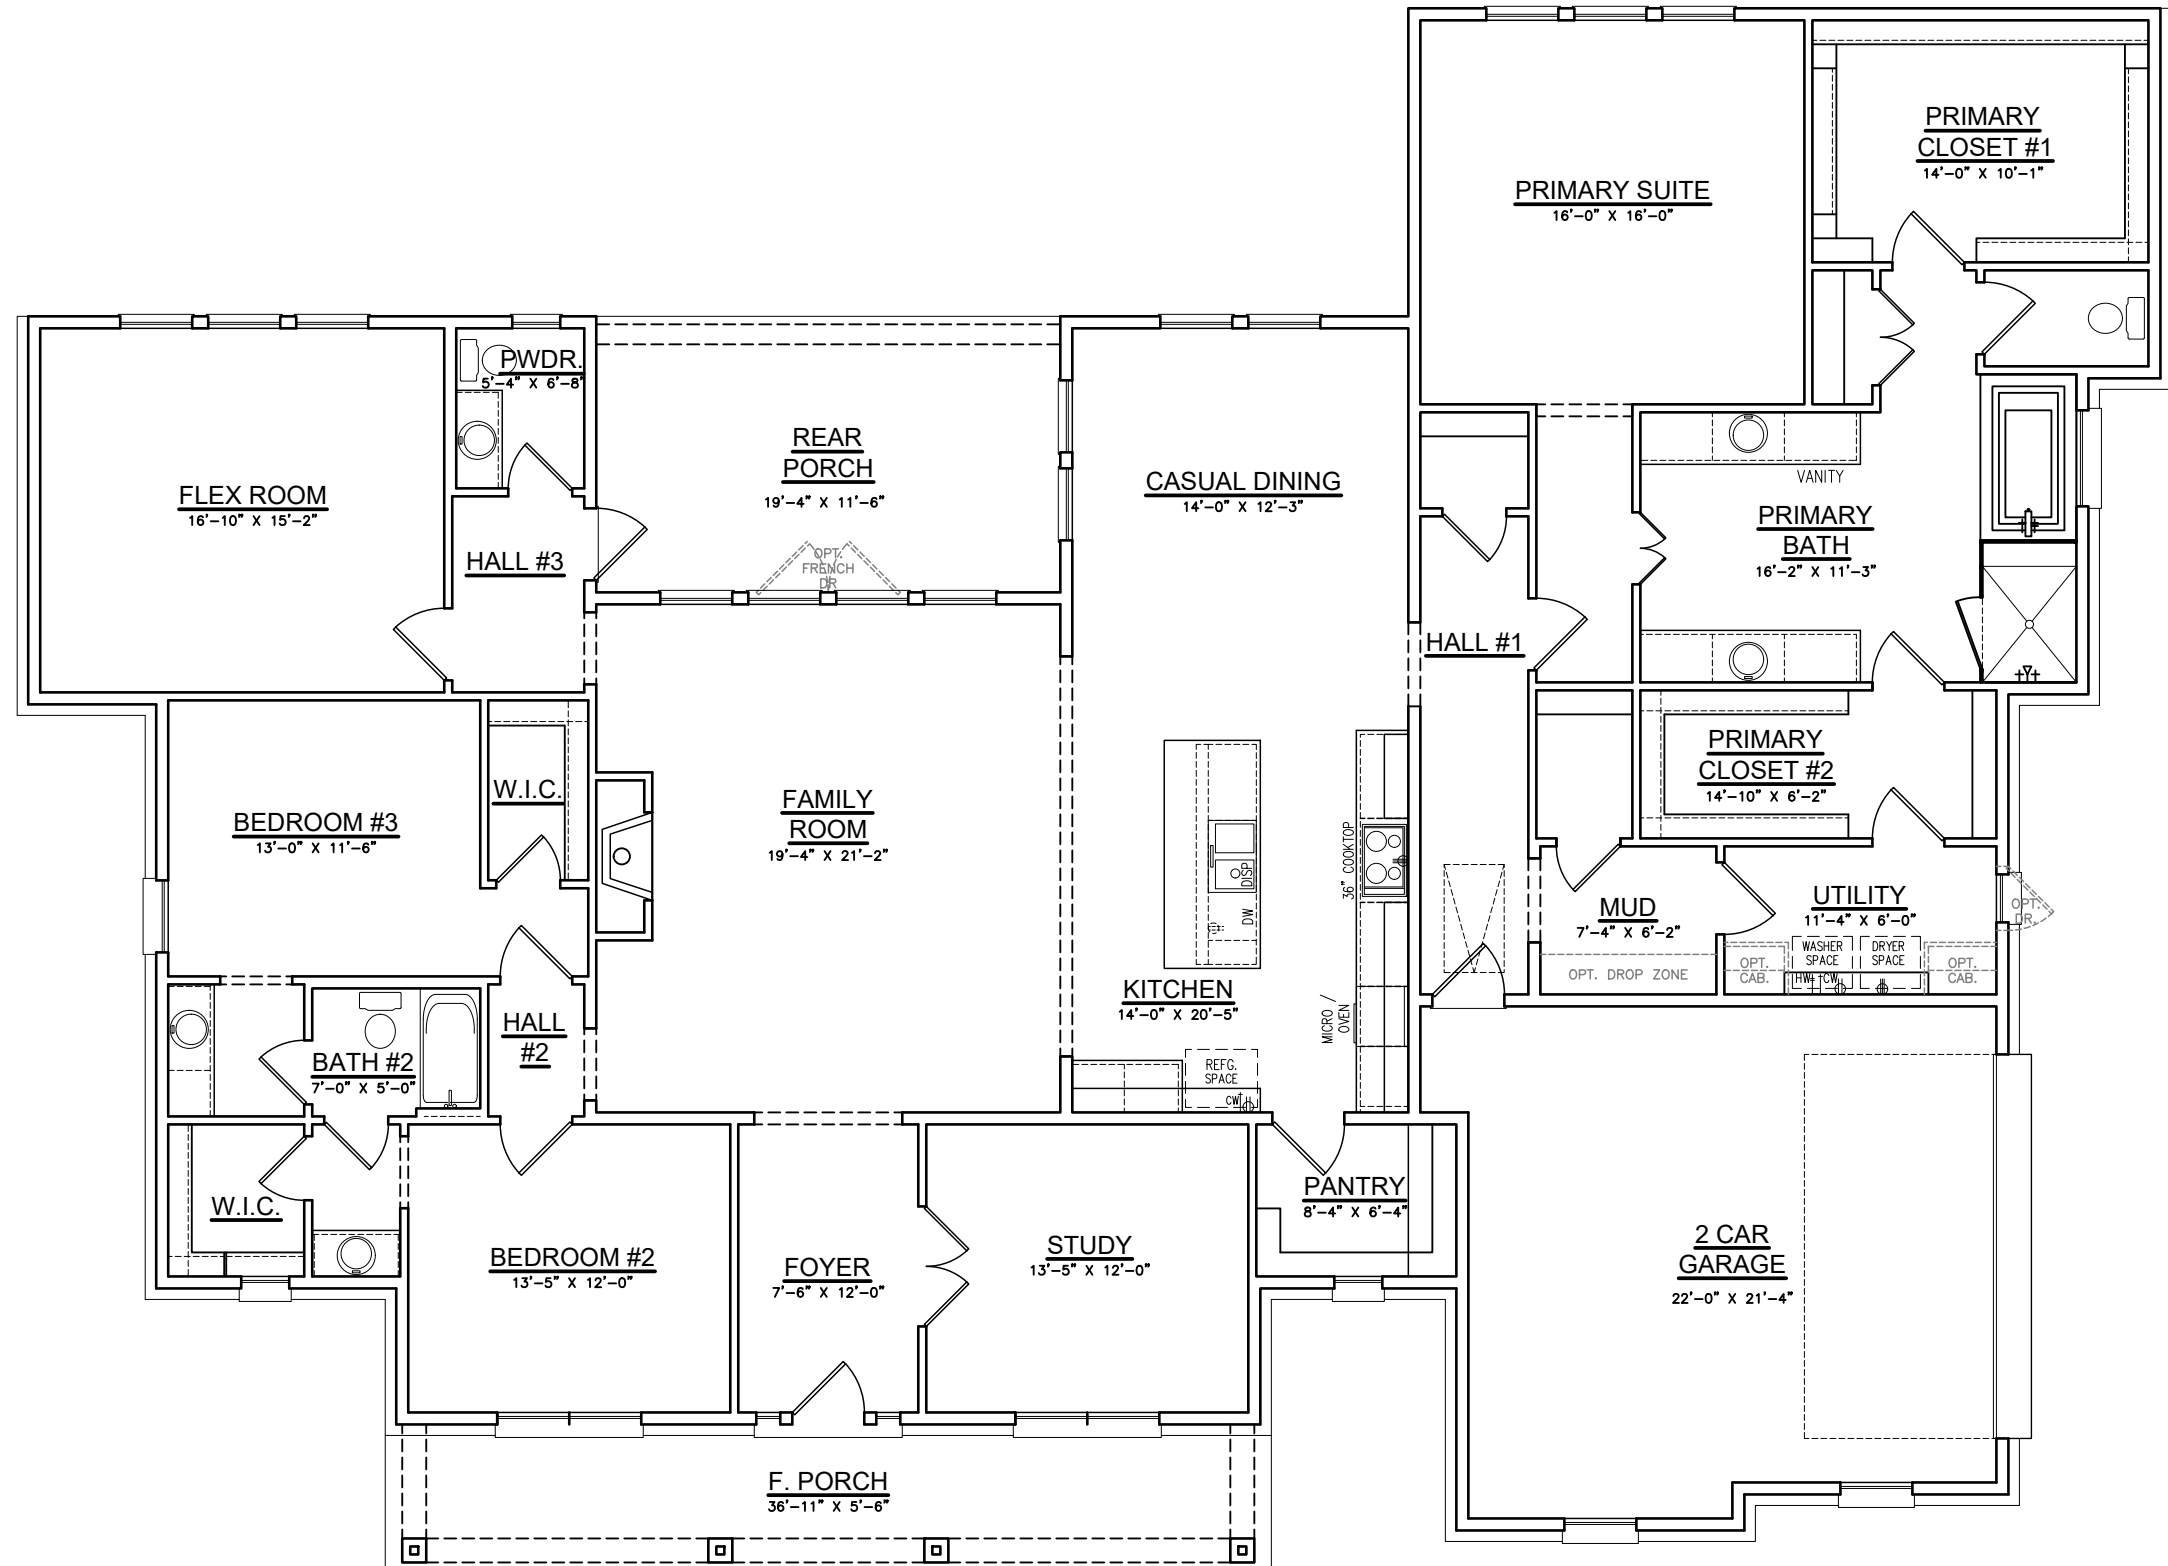 PRIMARY
CLOSET #1
14'-0" X 10'-1"
PRIMARY SUITE
16'-0" X 16'-0"
PWDR.
5'-4" X 6'-8"
REAR
PORCH
19'-4" X 11'-6"
CASUAL DINING
14'-0" X 12'-3"
VANITY
FLEX ROOM
16'-10" X 15'-2"
PRIMARY
BATH
16'-2" X 11'-3"
HALL #3
OPT.
FRENCH
DR
HALL #1
PRIMARY
CLOSET #2
14'-10" X 6'-2"
W.I.C.
FAMILY
ROOM
19'-4" X 21'-2"
BEDROOM #3
13'-0" X 11'-6"
36" COOKTOP
DISP
DW
MUD
7'-4" X 6'-2"
UTILITY
11'-4" X 6'-0"
OPT.
DR.
WASHER
SPACE
DRYER
SPACE
OPT. DROP ZONE
OPT.
CAB.
HW
CW
OPT.
CAB.
KITCHEN
14'-0" X 20'-5"
MICRO /
OVEN
HALL
#2
BATH #2
7'-0" X 5'-0"
REFG.
SPACE
CW
PANTRY
8'-4" X 6'-4"
W.I.C.
BEDROOM #2
13'-5" X 12'-0"
FOYER
7'-6" X 12'-0"
STUDY
13'-5" X 12'-0"
2 CAR
GARAGE
22'-0" X 21'-4"
F. PORCH
36'-11" X 5'-6"